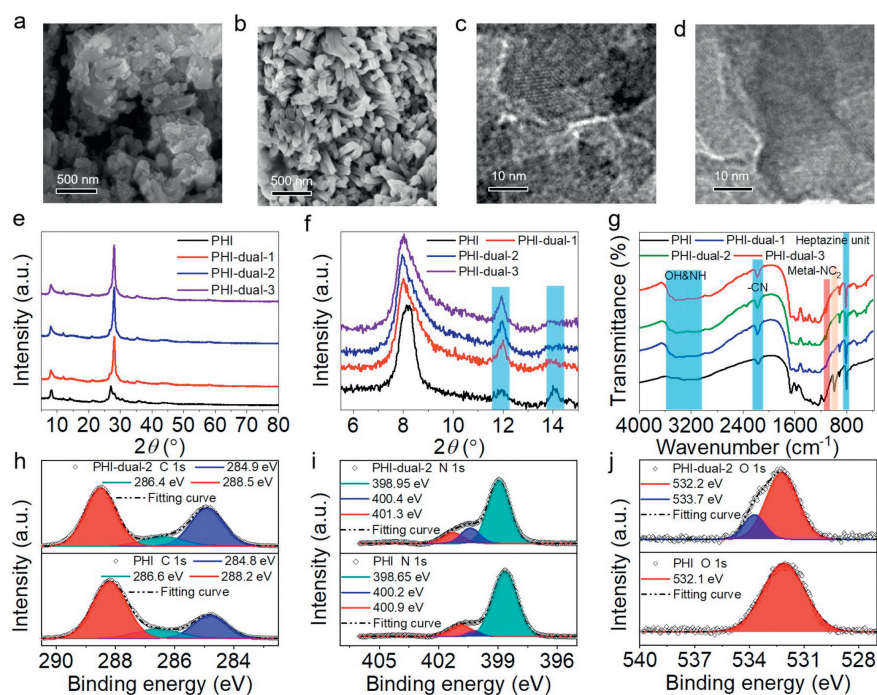 a
b
c
d
500 nm
500 nm
10 nm
10 nm
e
f
g
PHI
PHI-dual-1
PHI-dual-2
PHI-dual-3
Intensity (a.u.)
5 10 20 30 40 50 60 70 80
2θ (°)
PHI PHI-dual-1
PHI-dual-2
PHI-dual-3
Intensity (a.u.)
6 8 10 12 14
2θ (°)
PHI PHI-dual-1 Heptazine unit
PHI-dual-2 PHI-dual-3
OH&NH Metal-NC2
-CN
Transmittance (%)
4000 3400 2800 2200 1600 1000 400
Wavenumber (cm-1)
h
i
j
PHI-dual-2 C 1s 284.9 eV
286.4 eV 288.5 eV
Fitting curve
PHI C 1s 284.8 eV
286.6 eV 288.2 eV
Fitting curve
Intensity (a.u.)
290 288 286 284
Binding energy (eV)
PHI-dual-2 N 1s
398.95 eV
400.4 eV
401.3 eV
Fitting curve
PHI N 1s
398.65 eV
400.2 eV
400.9 eV
Fitting curve
Intensity (a.u.)
405 402 399 396
Binding energy (eV)
PHI-dual-2 O 1s
532.2 eV
533.7 eV
Fitting curve
PHI O 1s
532.1 eV
Fitting curve
Intensity (a.u.)
540 537 534 531 528
Binding energy (eV)